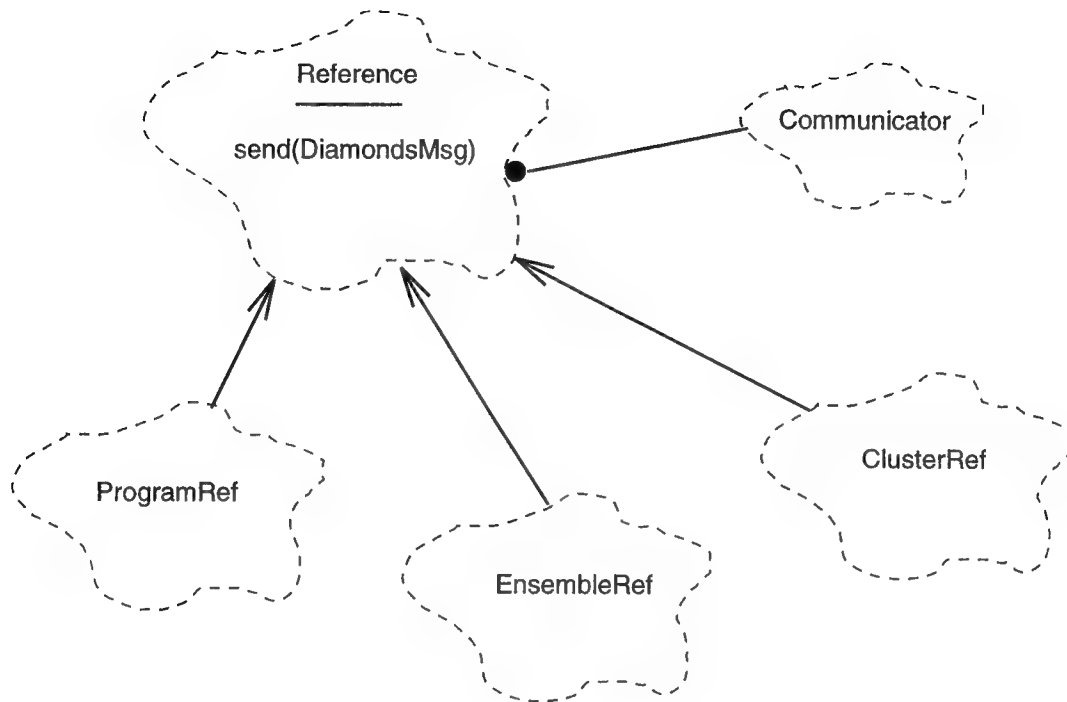 Reference
send(DiamondsMsg)
Communicator
ProgramRef
EnsembleRef
ClusterRef